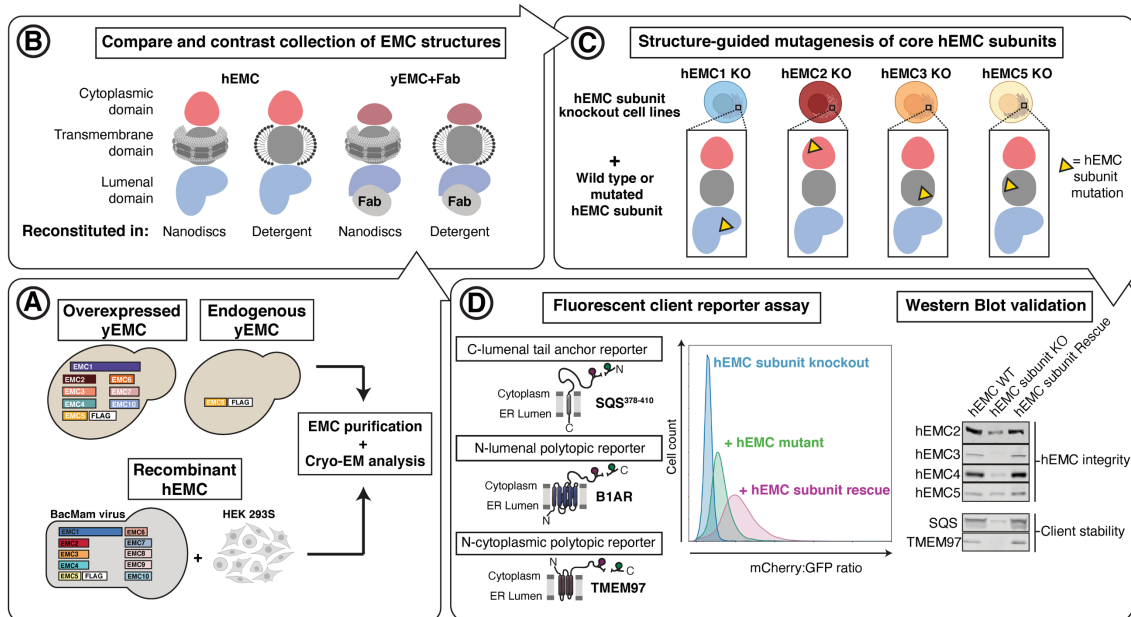 B
Compare and contrast collection of EMC structures
hEMC
yEMC+Fab
Cytoplasmic
domain
Transmembrane
domain
Lumenal
domain
Fab
Fab
Reconstituted in:
Nanodiscs
Detergent
Nanodiscs
Detergent
C
Structure-guided mutagenesis of core hEMC subunits
hEMC1 KO
hEMC2 KO
hEMC3 KO
hEMC5 KO
hEMC subunit
knockout cell lines
+
Wild type or
mutated
hEMC subunit
= hEMC
subunit
mutation
A
Overexpressed
yEMC
Endogenous
yEMC
EMC1
EMC2
EMC6
EMC3
EMC7
EMC4
EMC10
EMC5
FLAG
EMC5
FLAG
EMC purification
+
Cryo-EM analysis
Recombinant
hEMC
BacMam virus
HEK 293S
EMC1
EMC6
EMC2
EMC7
EMC3
EMC8
EMC4
EMC9
EMC5
FLAG
EMC10
+
D
Fluorescent client reporter assay
Western Blot validation
C-lumenal tail anchor reporter
N
Cytoplasm
ER Lumen
SQS378-410
C
N-lumenal polytopic reporter
C
Cytoplasm
ER Lumen
B1AR
N
N-cytoplasmic polytopic reporter
N
C
Cytoplasm
ER Lumen
TMEM97
Cell count
hEMC subunit knockout
+ hEMC mutant
+ hEMC subunit rescue
mCherry:GFP ratio
hEMC WT
hEMC subunit KO
hEMC subunit Rescue
hEMC2
hEMC3
hEMC4
hEMC5
hEMC integrity
SQS
TMEM97
Client stability